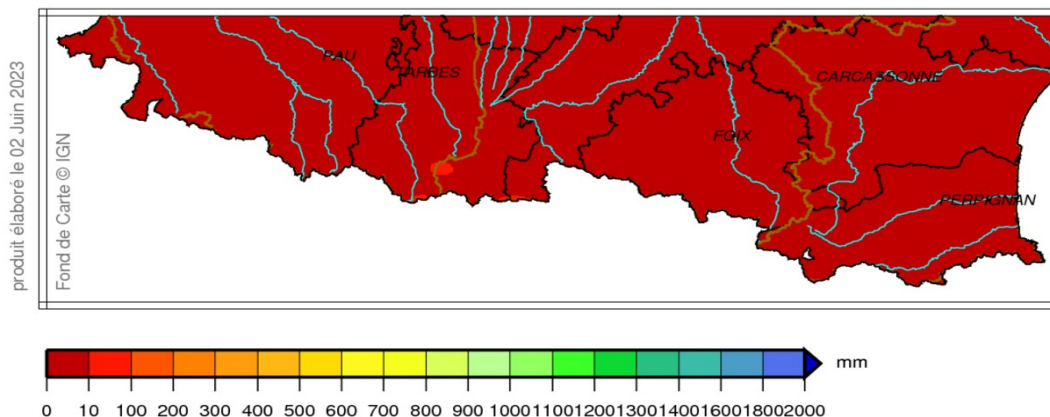 produit élaboré le 02 Juin 2023
Fond de Carte © IGN
PAU
TARBES
CARCASSONNE
FOIX
PERPIGNAN
0 10 100 200 300 400 500 600 700 800 900 1000 1100 1200 1300 1400 1600 1800 2000
mm